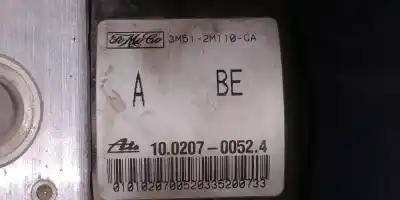 FoMoCo 3M51-2M110-GA
A BE
Ate 10.0207-0052.4
01010207005203352007​33